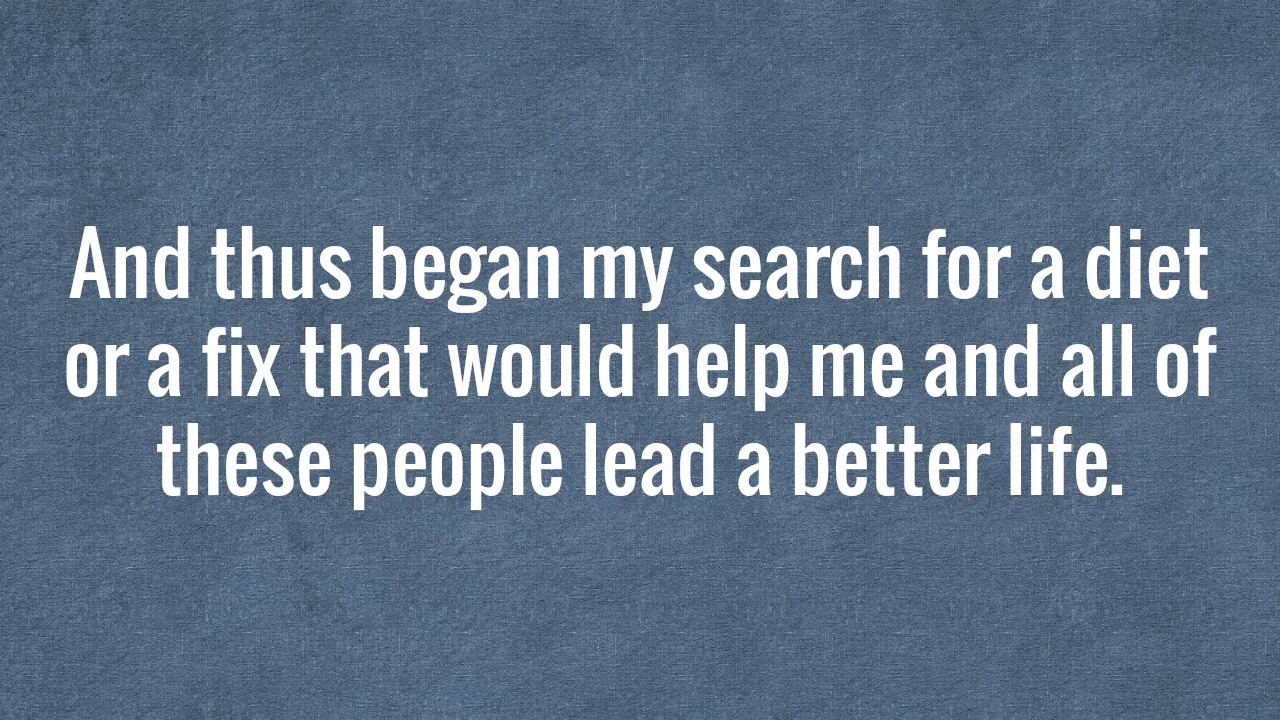 And thus began my search for a diet
or a fix that would help me and all of
these people lead a better life.